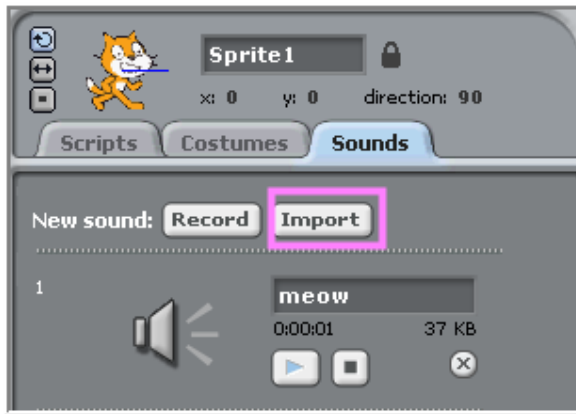 Sprite1
x: 0 y: 0 direction: 90
Scripts Costumes Sounds
New sound: Record Import
1
meow
0:00:01 37 KB